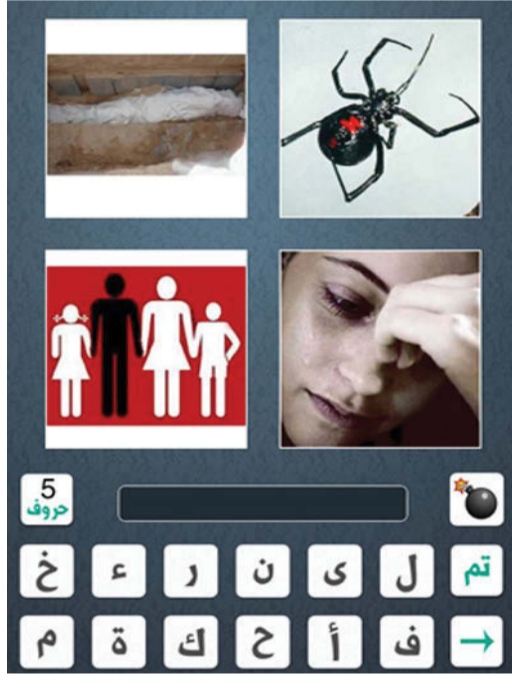 5
حروف
خ ء ر ن ى ل تم
م ة ك ح أ ف →